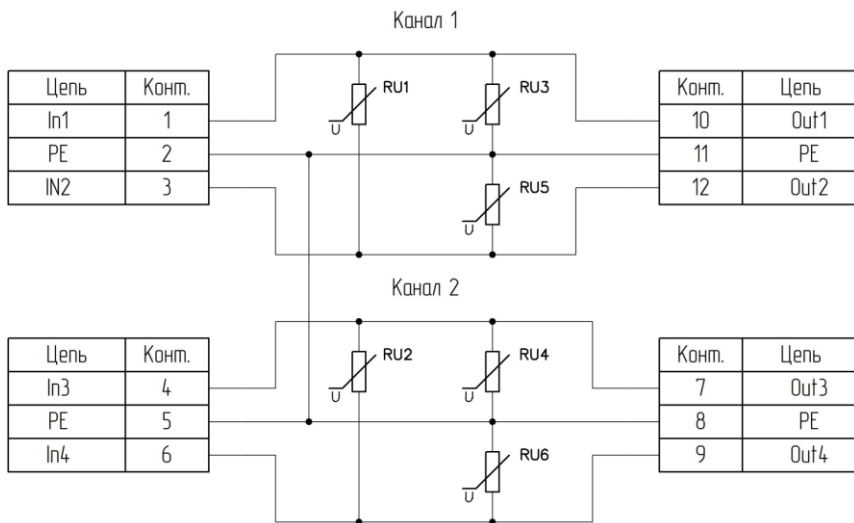 Канал 1
Цепь Конт.
In1 1
PE 2
IN2 3
RU1
U
RU3
U
RU5
U
Конт. Цепь
10 Out1
11 PE
12 Out2
Канал 2
Цепь Конт.
In3 4
PE 5
In4 6
RU2
U
RU4
U
RU6
U
Конт. Цепь
7 Out3
8 PE
9 Out4